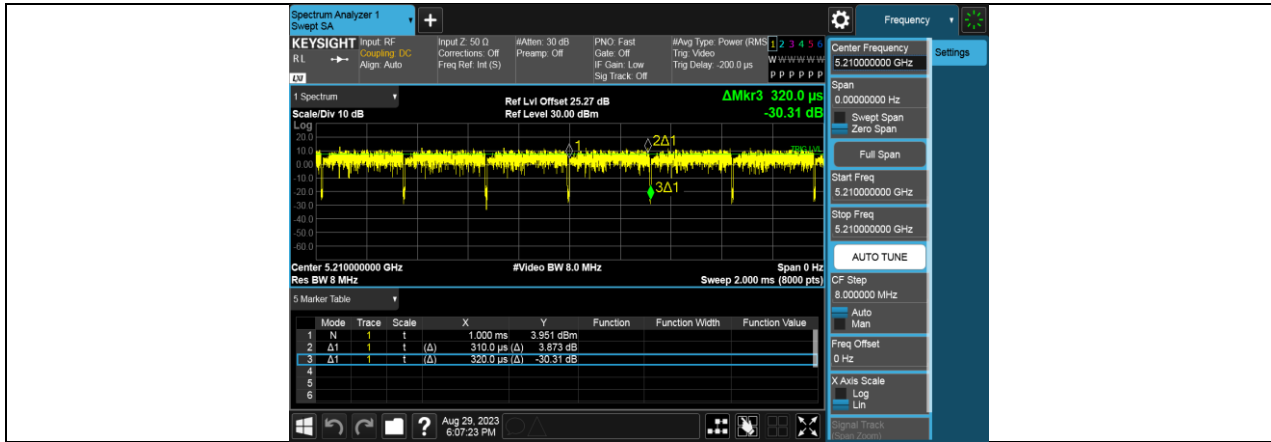 Spectrum Analyzer 1
Swept SA
+
Frequency
KEYSIGHT
RL
LXI
Input: RF
Coupling: DC
Align: Auto
Input Z: 50 Ω
Corrections: Off
Freq Ref: Int (S)
#Atten: 30 dB
Preamp: Off
PNO: Fast
Gate: Off
IF Gain: Low
Sig Track: Off
#Avg Type: Power (RMS
Trig: Video
Trig Delay: -200.0 µs
1 2 3 4 5 6
W W W W W W
P P P P P P
1 Spectrum
Scale/Div 10 dB
Ref Lvl Offset 25.27 dB
Ref Level 30.00 dBm
ΔMkr3 320.0 µs
-30.31 dB
Log
20.0
10.0
0.00
-10.0
-20.0
-30.0
-40.0
-50.0
-60.0
1
2Δ1
TRIG LVL
3Δ1
Center 5.210000000 GHz
Res BW 8 MHz
#Video BW 8.0 MHz
Span 0 Hz
Sweep 2.000 ms (8000 pts)
5 Marker Table
Mode Trace Scale X Y Function Function Width Function Value
1 N 1 t 1.000 ms 3.951 dBm
2 Δ1 1 t (Δ) 310.0 µs (Δ) 3.873 dB
3 Δ1 1 t (Δ) 320.0 µs (Δ) -30.31 dB
4
5
6
?
Aug 29, 2023
6:07:23 PM
Center Frequency
5.210000000 GHz
Settings
Span
0.00000000 Hz
Swept Span
Zero Span
Full Span
Start Freq
5.210000000 GHz
Stop Freq
5.210000000 GHz
AUTO TUNE
CF Step
8.000000 MHz
Auto
Man
Freq Offset
0 Hz
X Axis Scale
Log
Lin
Signal Track
(Span Zoom)